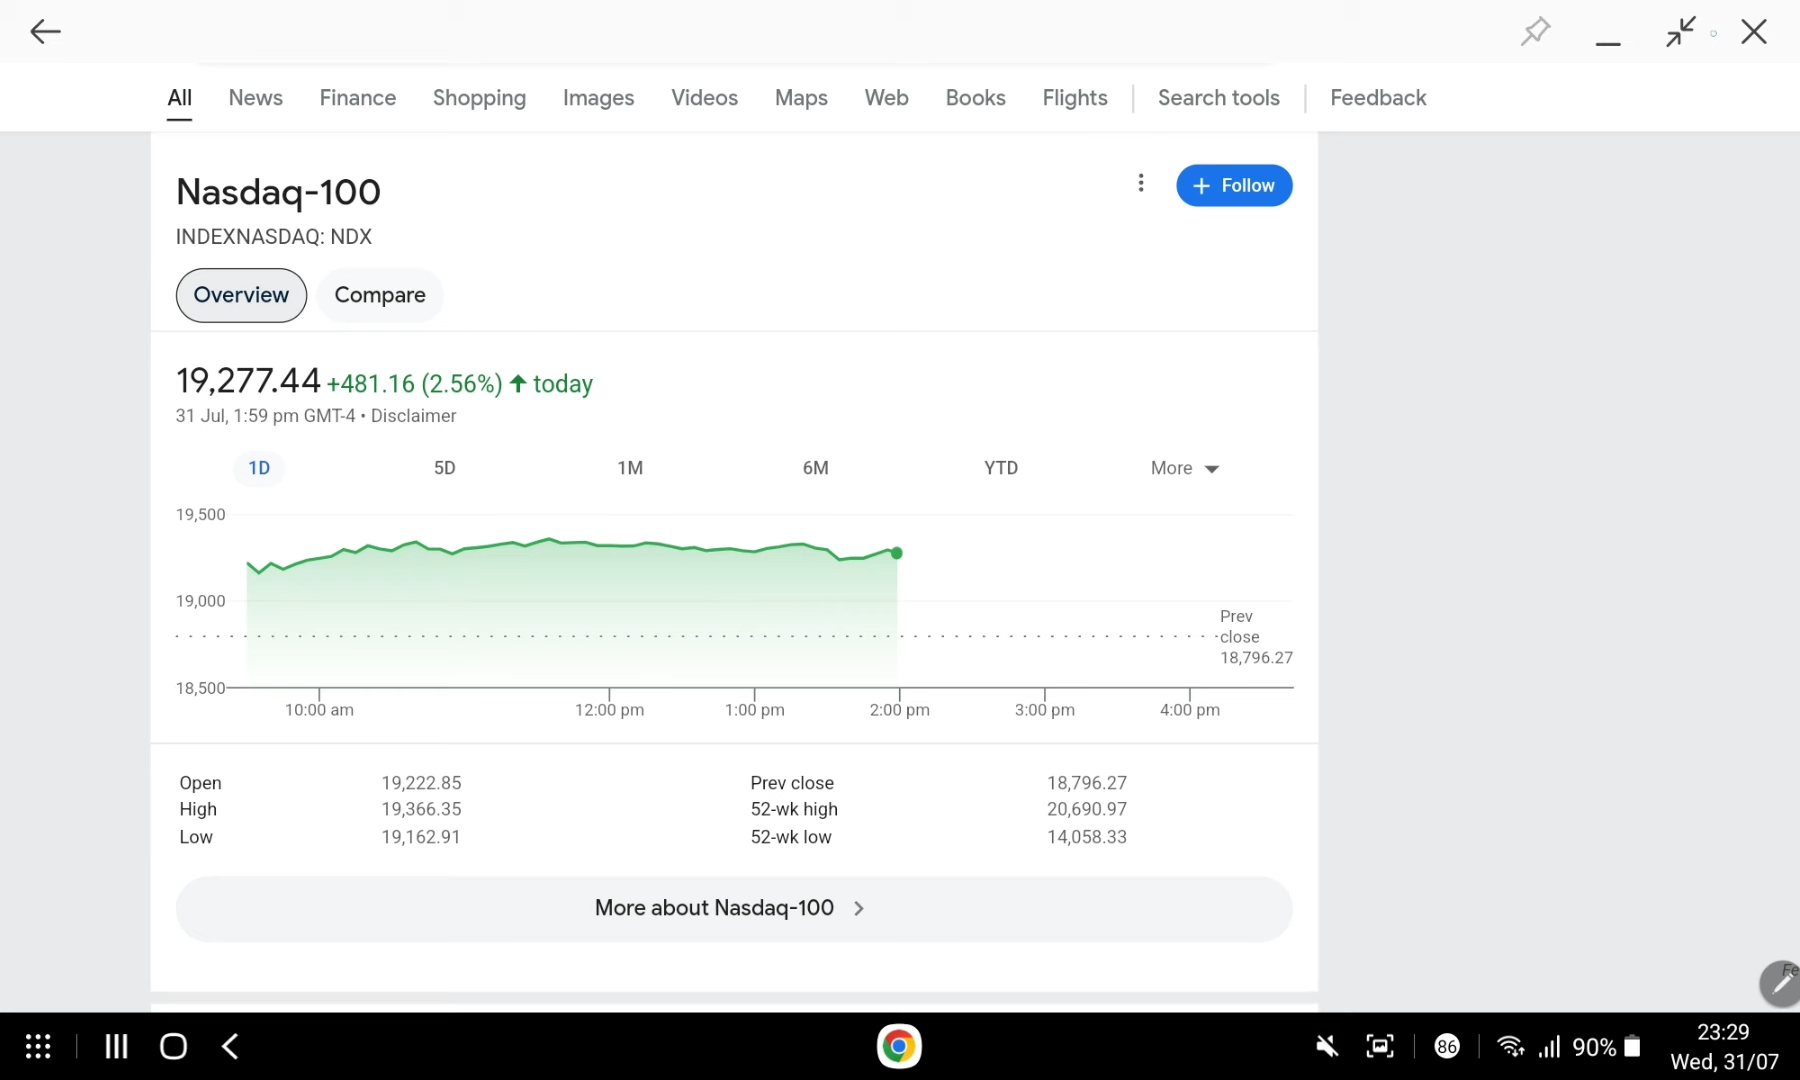 All News Finance Shopping Images Videos Maps Web Books Flights Search tools Feedback
Nasdaq-100
+ Follow
INDEXNASDAQ: NDX
Overview Compare
19,277.44 +481.16 (2.56%) ↑ today
31 Jul, 1:59 pm GMT-4 • Disclaimer
1D 5D 1M 6M YTD More
19,500
19,000
Prev
close
18,796.27
18,500
10:00 am 12:00 pm 1:00 pm 2:00 pm 3:00 pm 4:00 pm
Open 19,222.85 Prev close 18,796.27
High 19,366.35 52-wk high 20,690.97
Low 19,162.91 52-wk low 14,058.33
More about Nasdaq-100
Fe
86 90% 23:29
Wed, 31/07